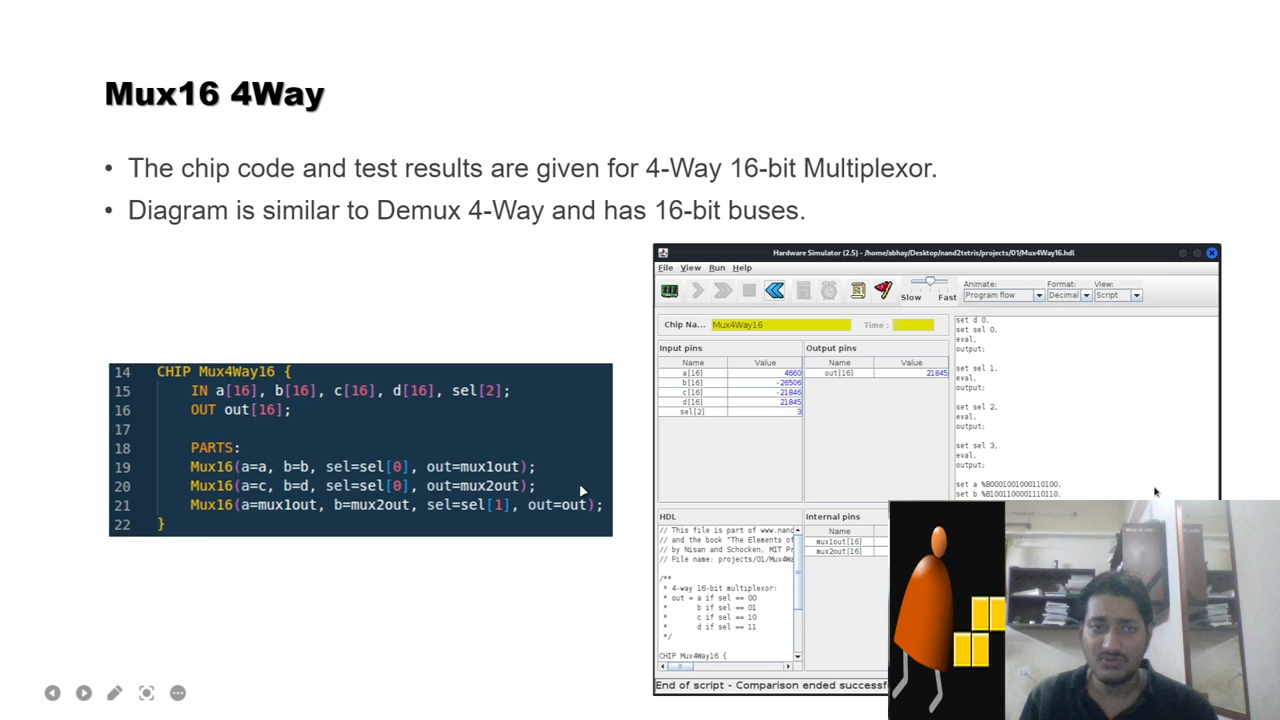 Mux16 4Way
• The chip code and test results are given for 4-Way 16-bit Multiplexor.
• Diagram is similar to Demux 4-Way and has 16-bit buses.
14 CHIP Mux4Way16 {
15 IN a[16], b[16], c[16], d[16], sel[2];
16 OUT out[16];
17
18 PARTS:
19 Mux16(a=a, b=b, sel=sel[0], out=mux1out);
20 Mux16(a=c, b=d, sel=sel[0], out=mux2out);
21 Mux16(a=mux1out, b=mux2out, sel=sel[1], out=out);
22 }
Hardware Simulator (2.5) - /home/abhay/Desktop/nand2tetris/projects/01/Mux4Way16.hdl
File View Run Help
Slow Fast
Animate: Format: View:
Program flow Decimal Script
Chip Na... Mux4Way16 Time :
Input pins
Name Value
a[16] 4660
b[16] -26506
c[16] -21846
d[16] 21845
sel[2] 3
Output pins
Name Value
out[16] 21845
set d 0,
set sel 0,
eval,
output;
set sel 1,
eval,
output;
set sel 2,
eval,
output;
set sel 3,
eval,
output;
set a %B0001001000110100,
set b %B1001100001110110,
HDL
// This file is part of www.nand
// and the book "The Elements of
// by Nisan and Schocken, MIT Pr
// File name: projects/01/Mux4Wa
/**
* 4-way 16-bit multiplexor:
* out = a if sel == 00
* b if sel == 01
* c if sel == 10
* d if sel == 11
*/
CHIP Mux4Way16 {
Internal pins
Name
mux1out[16]
mux2out[16]
End of script - Comparison ended successf